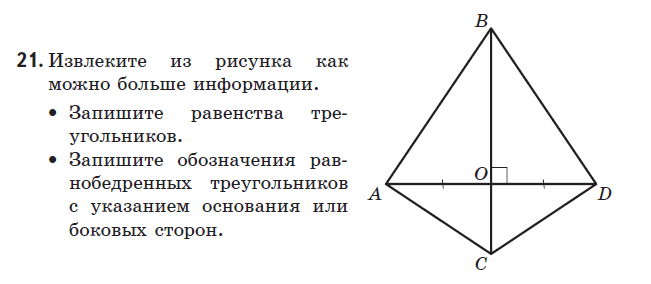 21. Извлеките из рисунка как
можно больше информации.
• Запишите равенства тре-
угольников.
• Запишите обозначения рав-
нобедренных треугольников
с указанием основания или
боковых сторон.
B
O
A
D
C